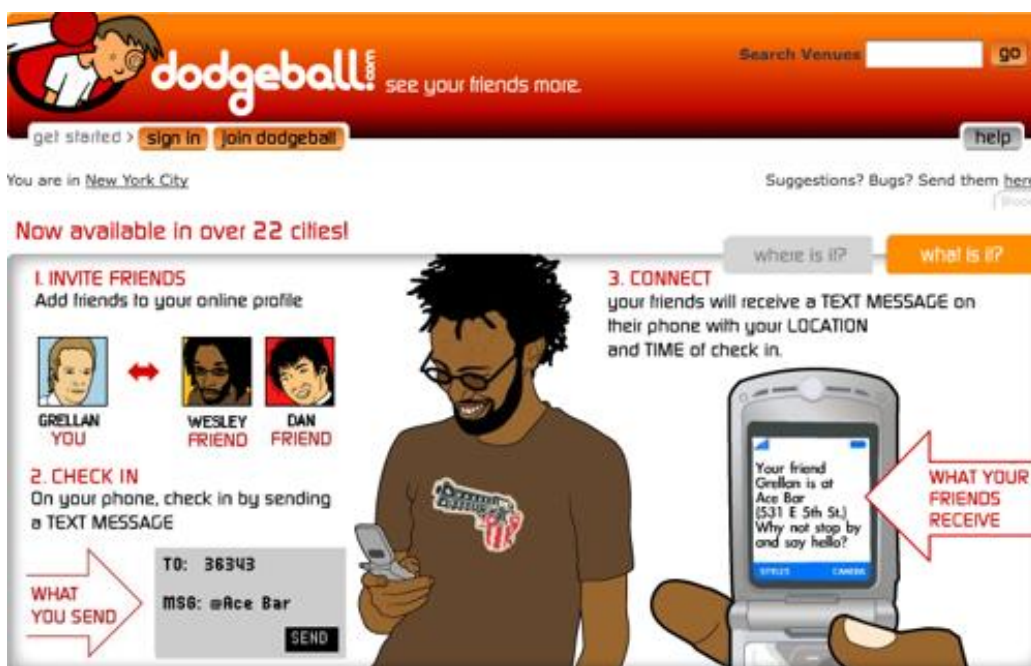 dodgeball.com see your friends more.
Search Venues go
get started > sign in join dodgeball
help
You are in New York City
Suggestions? Bugs? Send them here
Now available in over 22 cities!
where is it? what is it?
1. INVITE FRIENDS
Add friends to your online profile
GRELLAN
YOU
WESLEY
FRIEND
DAN
FRIEND
2. CHECK IN
On your phone, check in by sending
a TEXT MESSAGE
WHAT
YOU SEND
TO: 36343
MSG: @Ace Bar
SEND
3. CONNECT
your friends will receive a TEXT MESSAGE on
their phone with your LOCATION
and TIME of check in.
Your friend
Grellan is at
Ace Bar
(531 E 5th St.)
Why not stop by
and say hello?
CAMERA
WHAT YOUR
FRIENDS
RECEIVE